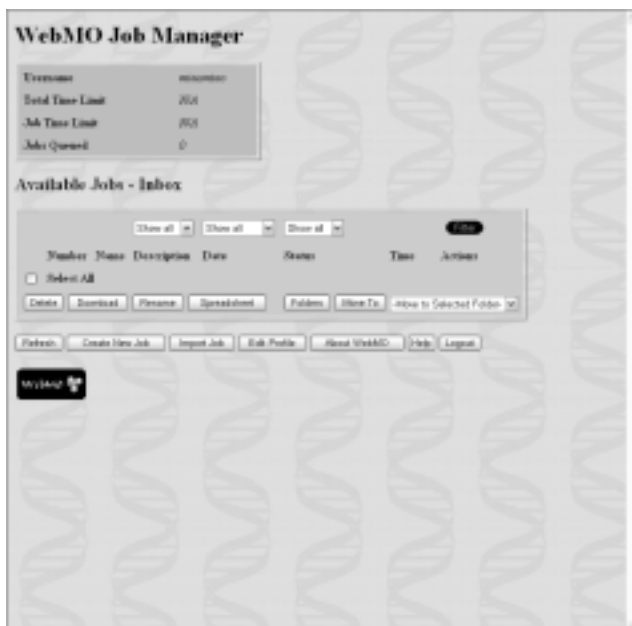 WebMO Job Manager
Username
Total Time Limit
Job Time Limit
Jobs Queued 0
Available Jobs - Inbox
Show all Show all Show all Filter
Number Name Description Date Status Time Actions
Select All
Delete Download Rename Spreadsheet Folders Move To -Move to Selected Folder-
Refresh Create New Job Import Job Edit Profile About WebMO Help Logout
WebMO